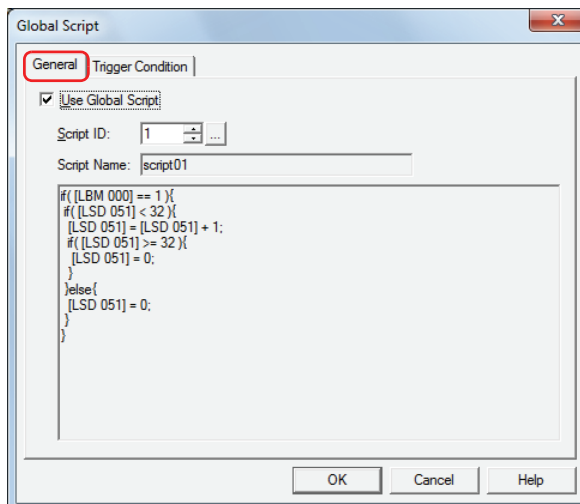 Global Script
General Trigger Condition
Use Global Script
Script ID: 1 ...
Script Name: script01
if( [LBM 000] == 1 ){
if( [LSD 051] < 32 ){
[LSD 051] = [LSD 051] + 1;
if( [LSD 051] >= 32 ){
[LSD 051] = 0;
}
}else{
[LSD 051] = 0;
}
}
OK Cancel Help